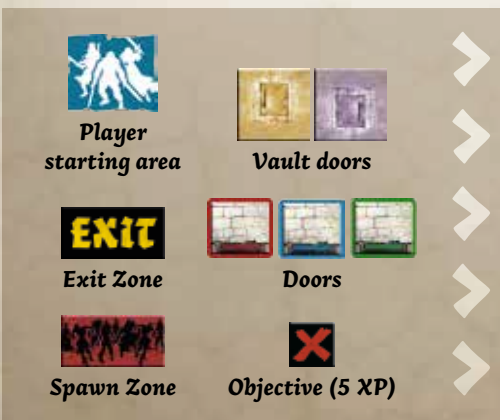 Player
starting area
Vault doors
EXIT
Exit Zone
Doors
Spawn Zone
Objective (5 XP)